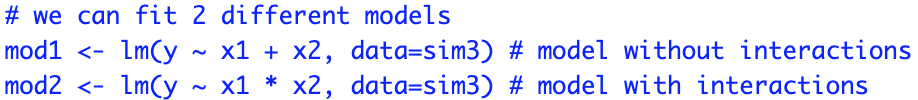 # we can fit 2 different models
mod1 <- lm(y ~ x1 + x2, data=sim3) # model without interactions
mod2 <- lm(y ~ x1 * x2, data=sim3) # model with interactions